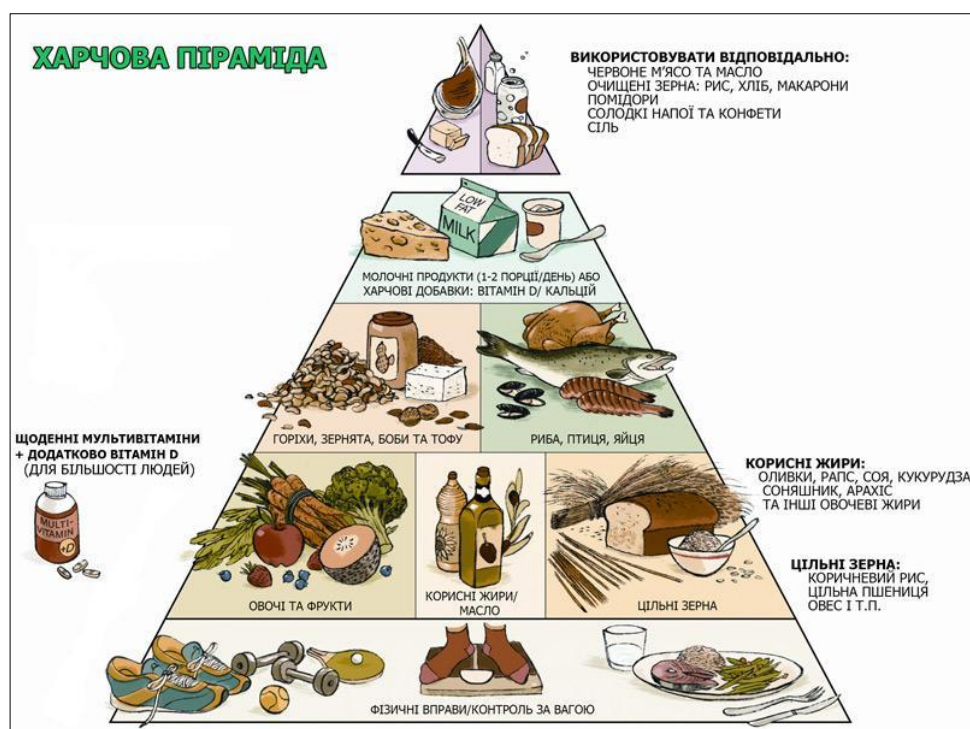 ХАРЧОВА ПІРАМІДА
ВИКОРИСТОВУВАТИ ВІДПОВІДАЛЬНО:
ЧЕРВОНЕ М'ЯСО ТА МАСЛО
ОЧИЩЕНІ ЗЕРНА: РИС, ХЛІБ, МАКАРОНИ
ПОМІДОРИ
СОЛОДКІ НАПОЇ ТА КОНФЕТИ
СІЛЬ
LOW
FAT
MILK
МОЛОЧНІ ПРОДУКТИ (1-2 ПОРЦІЇ/ДЕНЬ) АБО
ХАРЧОВІ ДОБАВКИ: ВІТАМІН D/ КАЛЬЦІЙ
ГОРІХИ, ЗЕРНЯТА, БОБИ ТА ТОФУ
РИБА, ПТИЦЯ, ЯЙЦЯ
ЩОДЕННІ МУЛЬТИВІТАМІНИ
+ ДОДАТКОВО ВІТАМІН D
(ДЛЯ БІЛЬШОСТІ ЛЮДЕЙ)
MULTI-
VITAMIN
+D
КОРИСНІ ЖИРИ:
ОЛИВКИ, РАПС, СОЯ, КУКУРУДЗА
СОНЯШНИК, АРАХІС
ТА ІНШІ ОВОЧЕВІ ЖИРИ
ЦІЛЬНІ ЗЕРНА:
КОРИЧНЕВИЙ РИС,
ЦІЛЬНА ПШЕНИЦЯ
ОВЕС І Т.П.
ОВОЧІ ТА ФРУКТИ
КОРИСНІ ЖИРИ/
МАСЛО
ЦІЛЬНІ ЗЕРНА
ФІЗИЧНІ ВПРАВИ/КОНТРОЛЬ ЗА ВАГОЮ